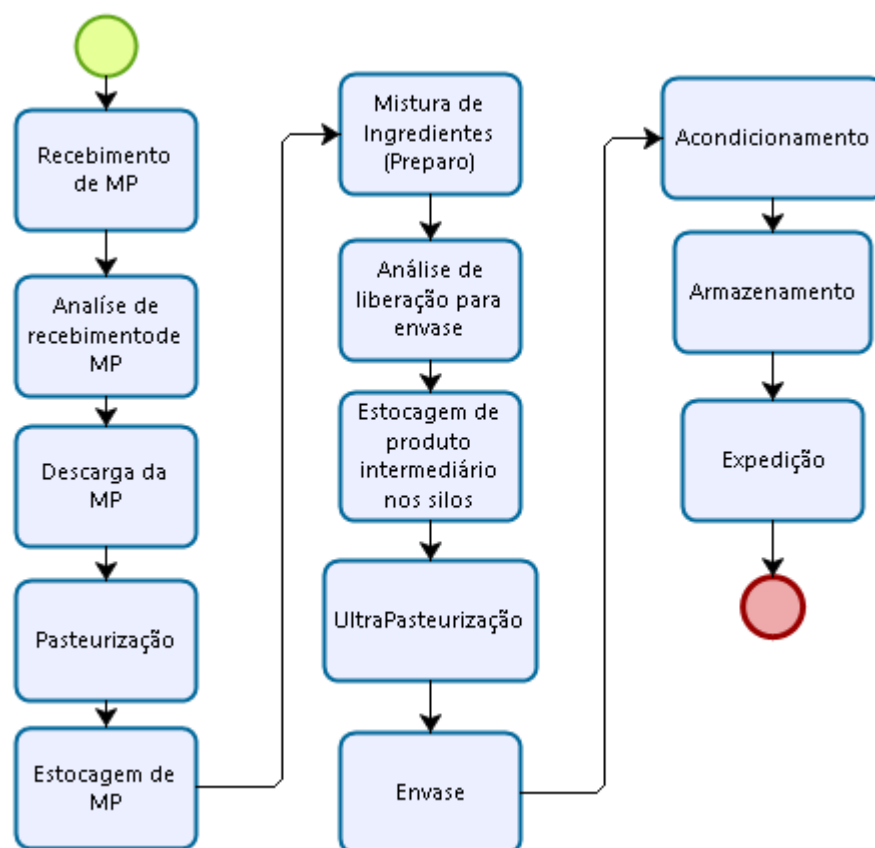 Recebimento
de MP
Analíse de
recebimentode
MP
Descarga da
MP
Pasteurização
Estocagem de
MP
Mistura de
Ingredientes
(Preparo)
Análise de
liberação para
envase
Estocagem de
produto
intermediário
nos silos
UltraPasteurização
Envase
Acondicionamento
Armazenamento
Expedição